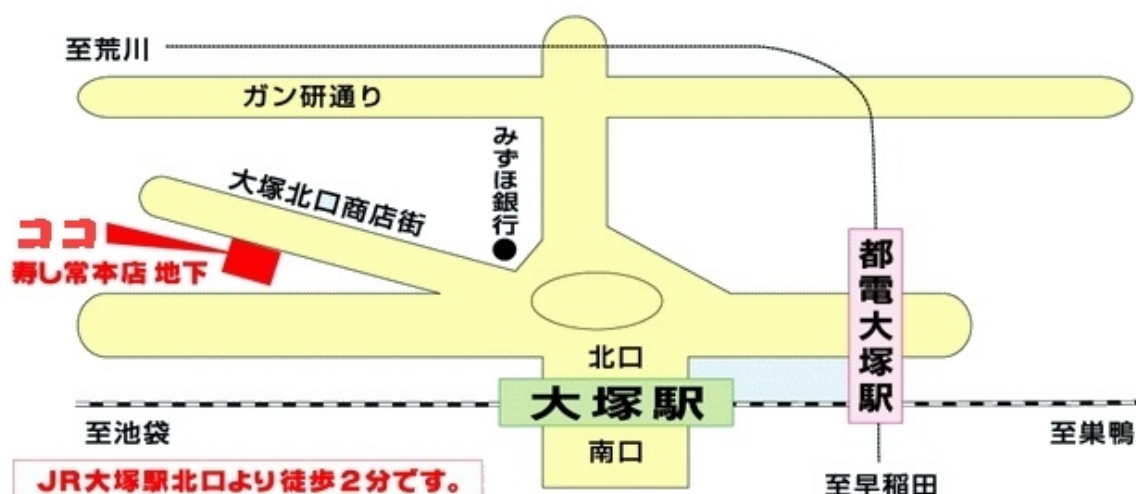 至荒川
ガン研通り
みずほ銀行
大塚北口商店街
ココ
寿し常本店 地下
都電大塚駅
北口
大塚駅
至池袋
南口
至巣鴨
JR大塚駅北口より徒歩2分です。
至早稲田